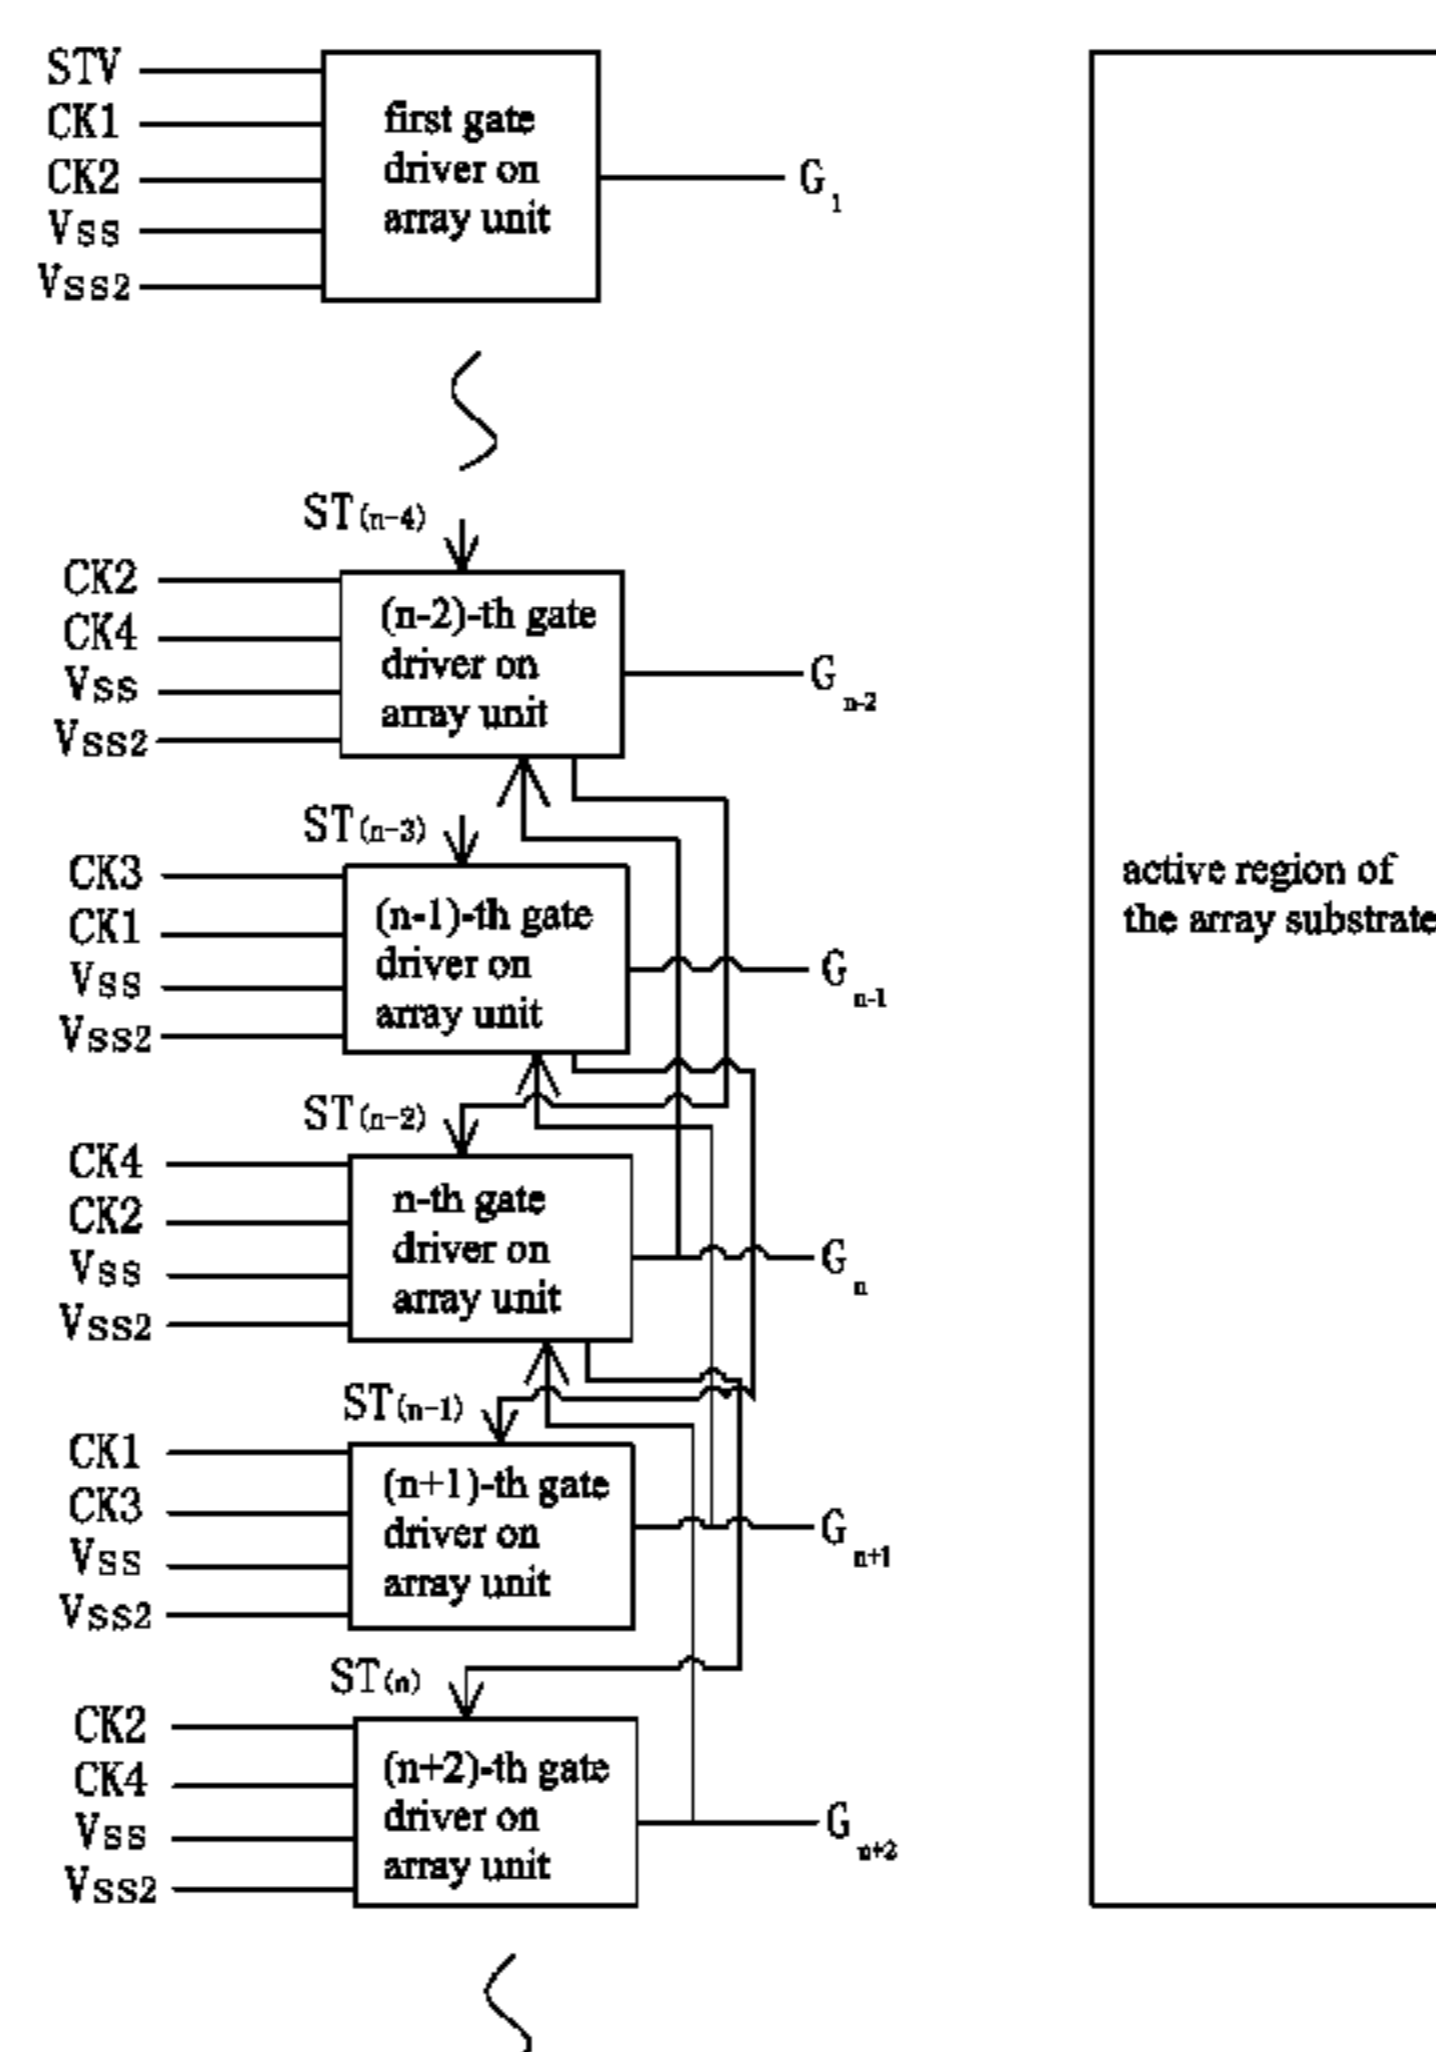 STV
CK1
CK2
Vss
Vss2
first gate
driver on
array unit
G1
ST(n-4)
CK2
CK4
Vss
Vss2
(n-2)-th gate
driver on
array unit
Gn-2
ST(n-3)
CK3
CK1
Vss
Vss2
(n-1)-th gate
driver on
array unit
Gn-1
active region of
the array substrate
ST(n-2)
CK4
CK2
Vss
Vss2
n-th gate
driver on
array unit
Gn
ST(n-1)
CK1
CK3
Vss
Vss2
(n+1)-th gate
driver on
array unit
Gn+1
ST(n)
CK2
CK4
Vss
Vss2
(n+2)-th gate
driver on
array unit
Gn+2